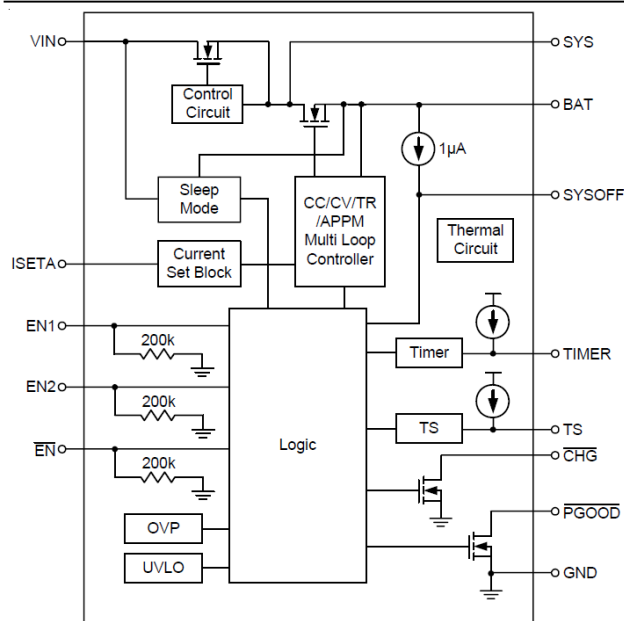 VIN
SYS
Control
Circuit
BAT
1µA
Sleep
Mode
CC/CV/TR
/APPM
Multi Loop
Controller
SYSOFF
Thermal
Circuit
ISETA
Current
Set Block
EN1
200k
Timer
TIMER
EN2
200k
Logic
TS
TS
EN
200k
CHG
OVP
PGOOD
UVLO
GND